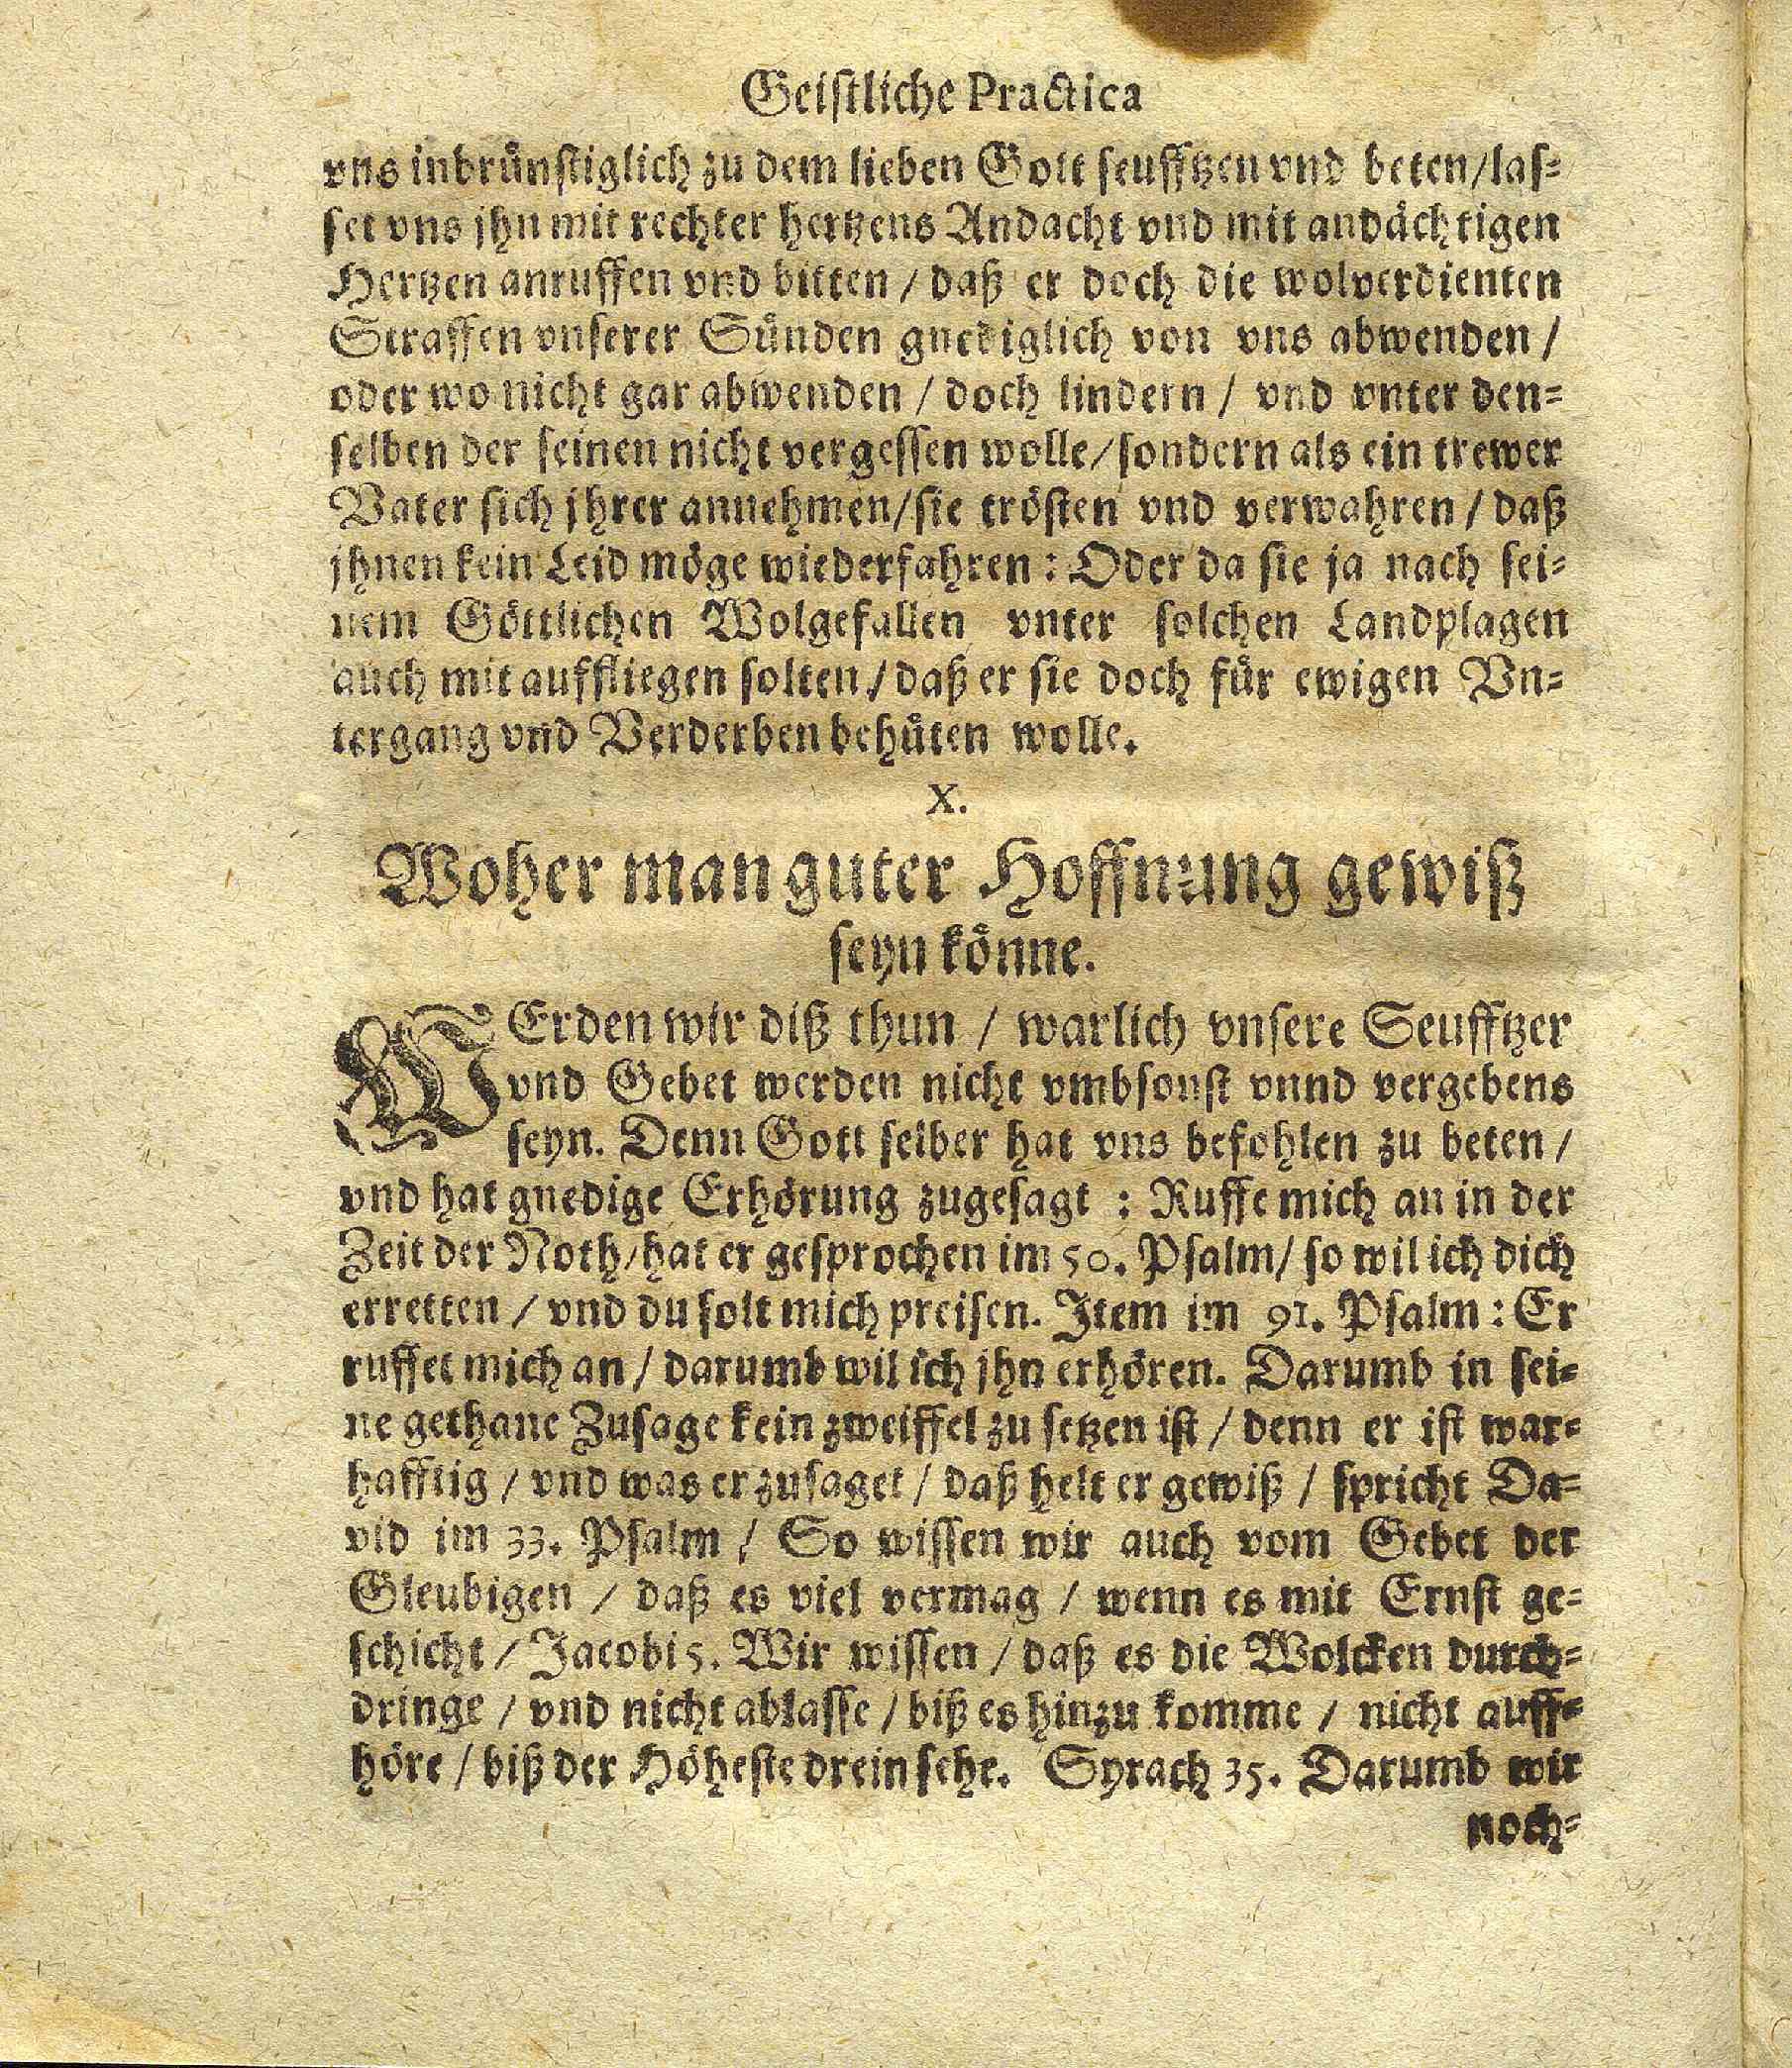 Geistliche Practica
vns inbrünstiglich zu dem lieben Gott seufftzen vnd beten/las-
set vns jhn mit rechter hertzens Andacht vnd mit andächtigen
Hertzen anruffen vnd bitten / daß er doch die wolverdienten
Straffen vnserer Sünden gnediglich von vns abwenden /
oder wo nicht gar abwenden / doch lindern / vnd vnter den-
selben der seinen nicht vergessen wolle/sondern als ein trewer
Vater sich jhrer annehmen/sie trösten vnd verwahren / daß
jhnen kein Leid möge wiederfahren : Oder da sie ja nach sei-
nem Göttlichen Wolgefallen vnter solchen Landplagen
auch mit auffliegen solten / daß er sie doch für ewigen Vn-
tergang vnd Verderben behüten wolle.
X.
Woher man guter Hoffnung gewiß
seyn könne.
WErden wir diß thun / warlich vnsere Seufftzer
vnd Gebet werden nicht vmbsonst vnnd vergebens
seyn. Denn Gott selber hat vns befohlen zu beten /
vnd hat gnedige Erhörung zugesagt : Ruffe mich an in der
Zeit der Noth/hat er gesprochen im 50. Psalm/ so wil ich dich
erretten / vnd du solt mich preisen. Item im 91. Psalm : Er
ruffet mich an / darumb wil ich jhn erhören. Darumb in sei-
ne gethane Zusage kein zweiffel zu setzen ist / denn er ist war-
hafftig / vnd was er zusaget / daß helt er gewiß / spricht Da-
vid im 33. Psalm / So wissen wir auch vom Gebet der
Gleubigen / daß es viel vermag / wenn es mit Ernst ge-
schicht / Jacobi 5. Wir wissen / daß es die Wolcken durch-
dringe / vnd nicht ablasse / biß es hinzu komme / nicht auff-
höre / biß der Höheste drein sehe. Syrach 35. Darumb wir
noch-